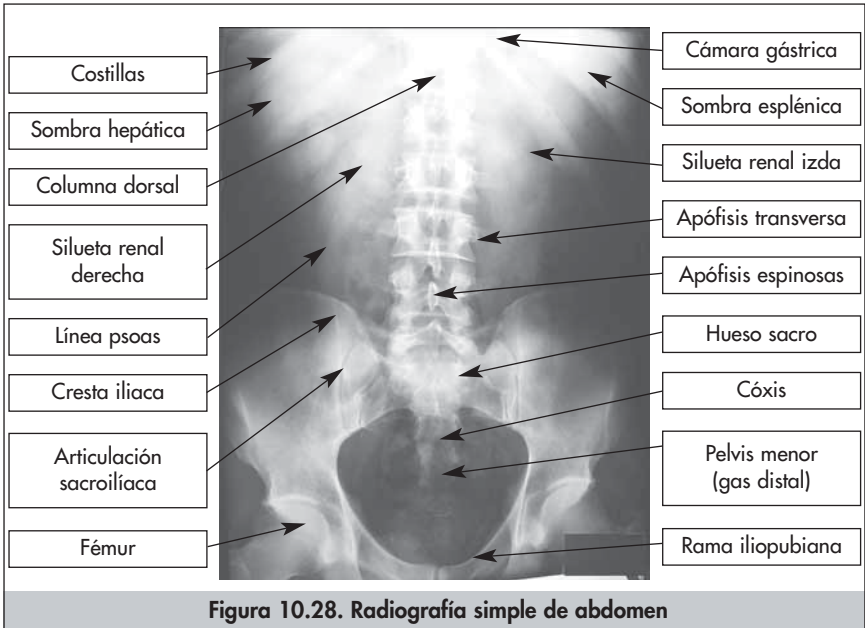 Costillas
Sombra hepática
Columna dorsal
Silueta renal
derecha
Línea psoas
Cresta iliaca
Articulación
sacroilíaca
Fémur
Cámara gástrica
Sombra esplénica
Silueta renal izda
Apófisis transversa
Apófisis espinosas
Hueso sacro
Cóxis
Pelvis menor
(gas distal)
Rama iliopubiana
Figura 10.28. Radiografía simple de abdomen